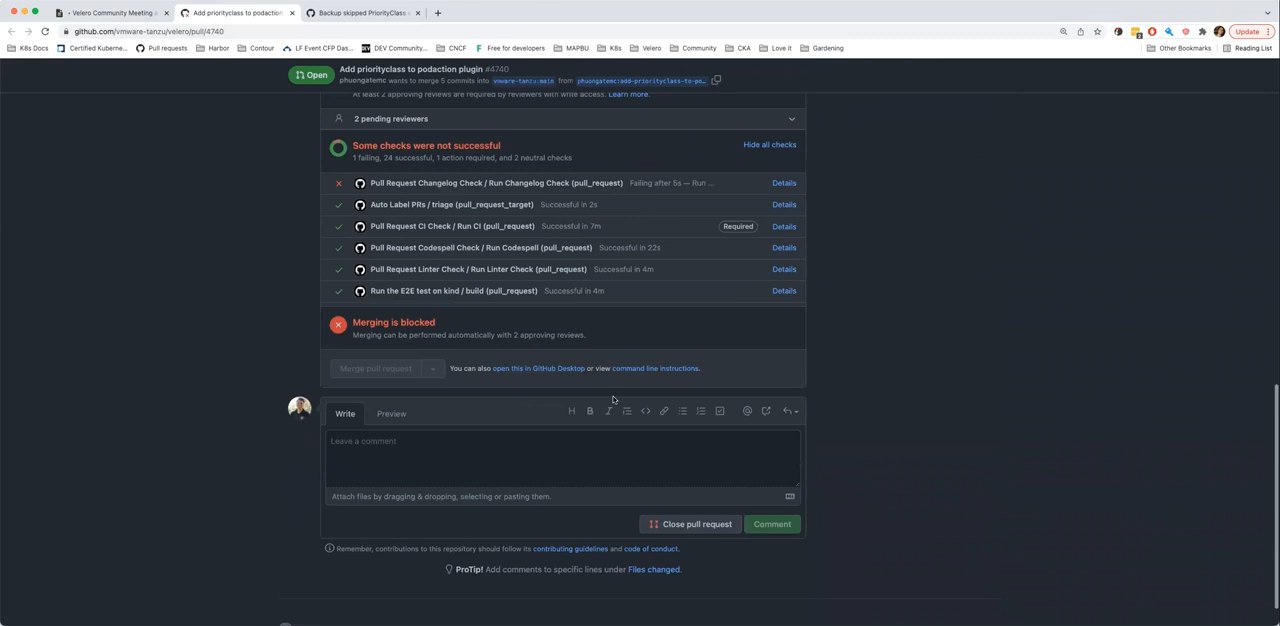 Velero Community Meeting
Add priorityclass to podaction
Backup skipped PriorityClass
github.com/vmware-tanzu/velero/pull/4740
Update
K8s Docs
Certified Kuberne...
Pull requests
Harbor
Contour
LF Event CFP Das...
DEV Community...
CNCF
Free for developers
MAPBU
K8s
Velero
Community
CKA
Love it
Gardening
Other Bookmarks
Reading List
Open
Add priorityclass to podaction plugin #4740
phuongatemc wants to merge 5 commits into vmware-tanzu:main from phuongatemc:add-priorityclass-to-po...
At least 2 approving reviews are required by reviewers with write access. Learn more.
2 pending reviewers
Some checks were not successful
Hide all checks
1 failing, 24 successful, 1 action required, and 2 neutral checks
Pull Request Changelog Check / Run Changelog Check (pull_request) Failing after 5s — Run ... Details
Auto Label PRs / triage (pull_request_target) Successful in 2s Details
Pull Request CI Check / Run CI (pull_request) Successful in 7m Required Details
Pull Request Codespell Check / Run Codespell (pull_request) Successful in 22s Details
Pull Request Linter Check / Run Linter Check (pull_request) Successful in 4m Details
Run the E2E test on kind / build (pull_request) Successful in 4m Details
Merging is blocked
Merging can be performed automatically with 2 approving reviews.
Merge pull request
You can also open this in GitHub Desktop or view command line instructions.
Write
Preview
Leave a comment
Attach files by dragging & dropping, selecting or pasting them.
Close pull request
Comment
Remember, contributions to this repository should follow its contributing guidelines and code of conduct.
ProTip! Add comments to specific lines under Files changed.